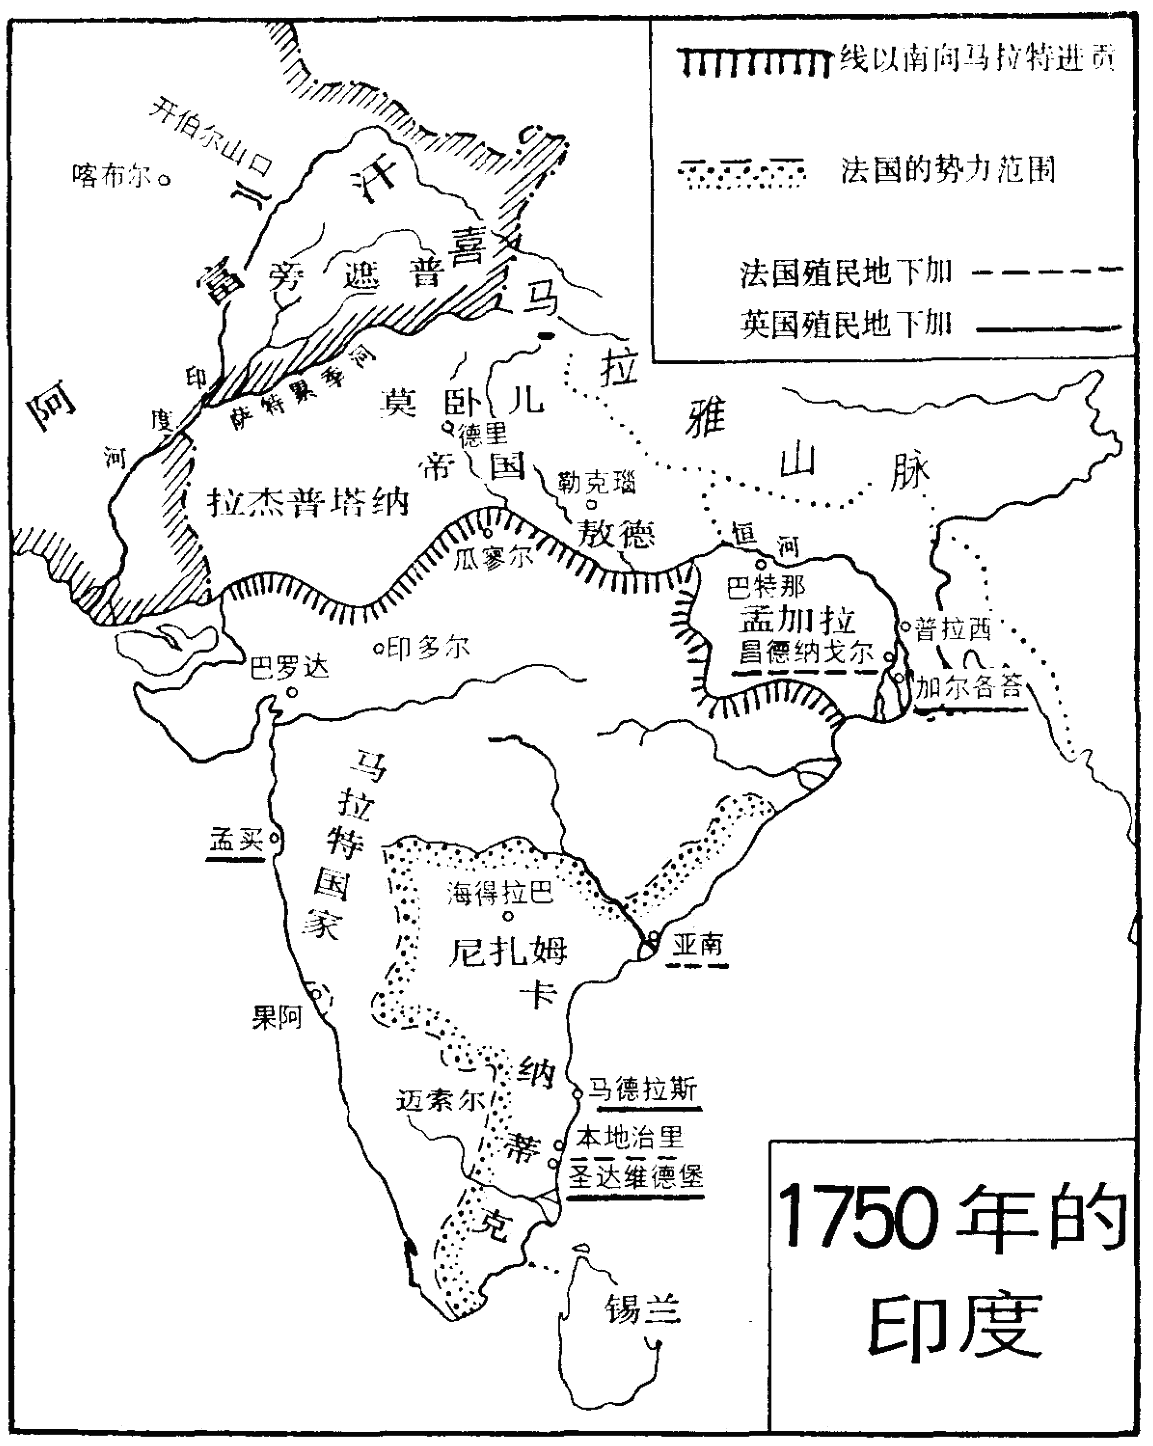 线以南向马拉特进贡
法国的势力范围
法国殖民地下加
英国殖民地下加
开伯尔山口
喀布尔
阿富汗
旁遮普
喜马拉雅山脉
印度河
萨特累季河
莫卧儿
德里
帝国
勒克瑙
拉杰普塔纳
敖德
恒河
瓜寥尔
巴特那
孟加拉
普拉西
昌德纳戈尔
加尔各荅
印多尔
巴罗达
马拉特国家
孟买
海得拉巴
尼扎姆
亚南
果阿
卡纳蒂克
马德拉斯
迈索尔
本地治里
圣达维德堡
锡兰
1750年的
印度